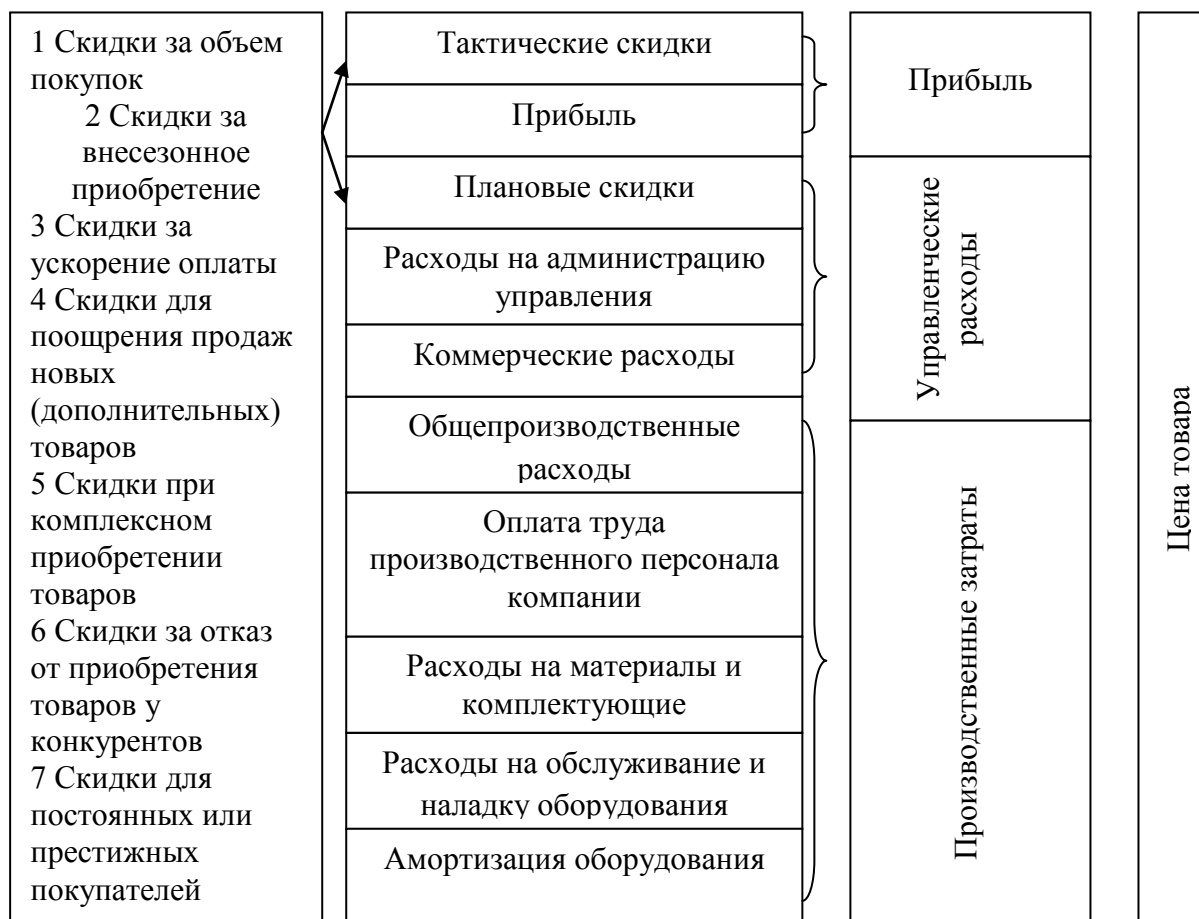 1 Скидки за объем
покупок
2 Скидки за
внесезонное
приобретение
3 Скидки за
ускорение оплаты
4 Скидки для
поощрения продаж
новых
(дополнительных)
товаров
5 Скидки при
комплексном
приобретении
товаров
6 Скидки за отказ
от приобретения
товаров у
конкурентов
7 Скидки для
постоянных или
престижных
покупателей
Тактические скидки
Прибыль
Плановые скидки
Расходы на администрацию
управления
Коммерческие расходы
Общепроизводственные
расходы
Оплата труда
производственного персонала
компании
Расходы на материалы и
комплектующие
Расходы на обслуживание и
наладку оборудования
Амортизация оборудования
Прибыль
Управленческие
расходы
Производственные затраты
Цена товара